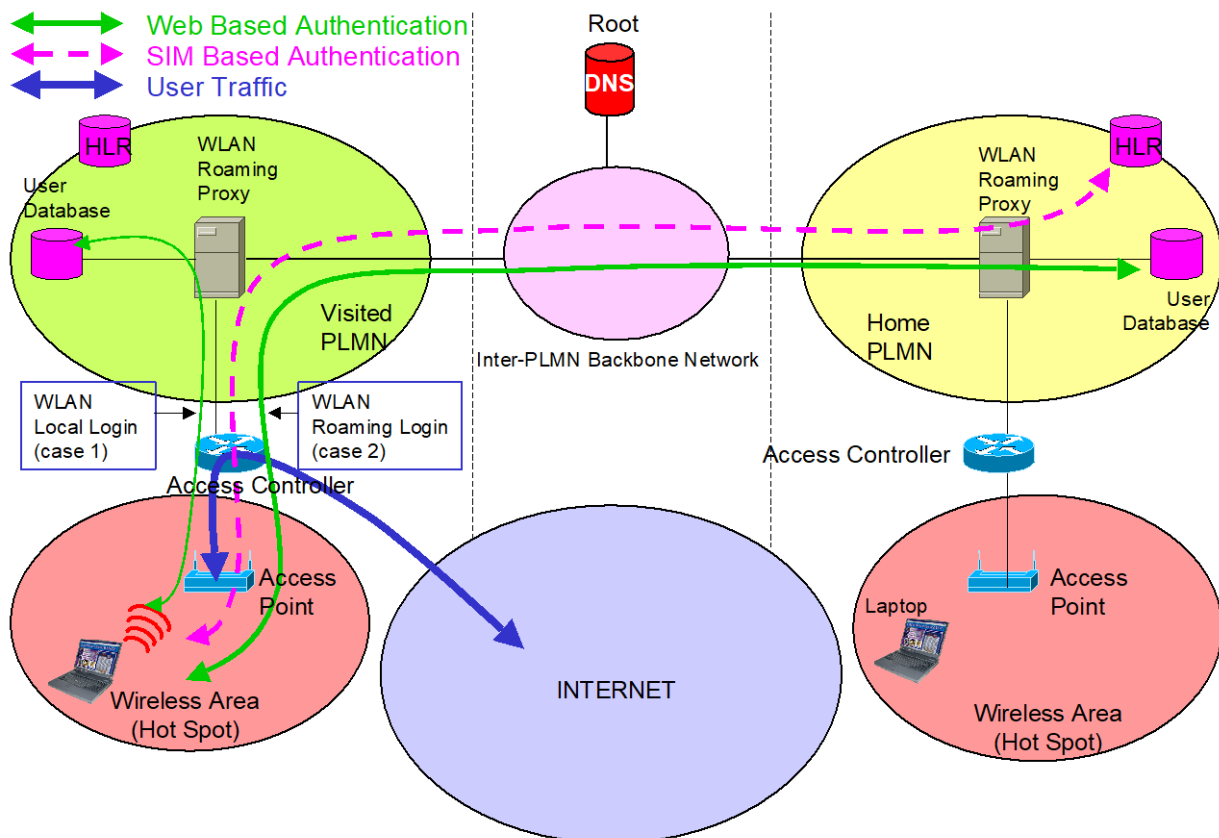 Web Based Authentication
SIM Based Authentication
User Traffic
Root
DNS
HLR
WLAN
Roaming
Proxy
User
Database
Visited
PLMN
Inter-PLMN Backbone Network
WLAN
Roaming
Proxy
HLR
User
Database
Home
PLMN
WLAN
Local Login
(case 1)
WLAN
Roaming Login
(case 2)
Access Controller
Access Controller
Access
Point
Wireless Area
(Hot Spot)
INTERNET
Laptop
Access
Point
Wireless Area
(Hot Spot)